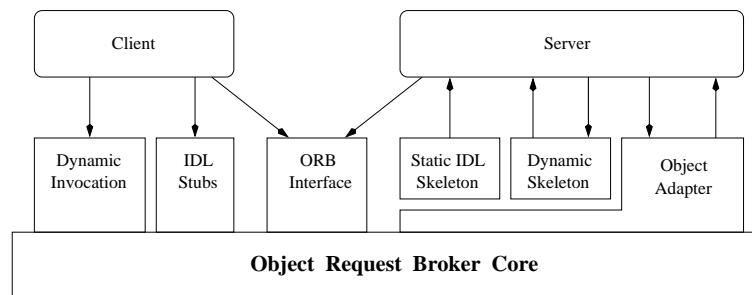 Client
Server
Dynamic
Invocation
IDL
Stubs
ORB
Interface
Static IDL
Skeleton
Dynamic
Skeleton
Object
Adapter
Object Request Broker Core